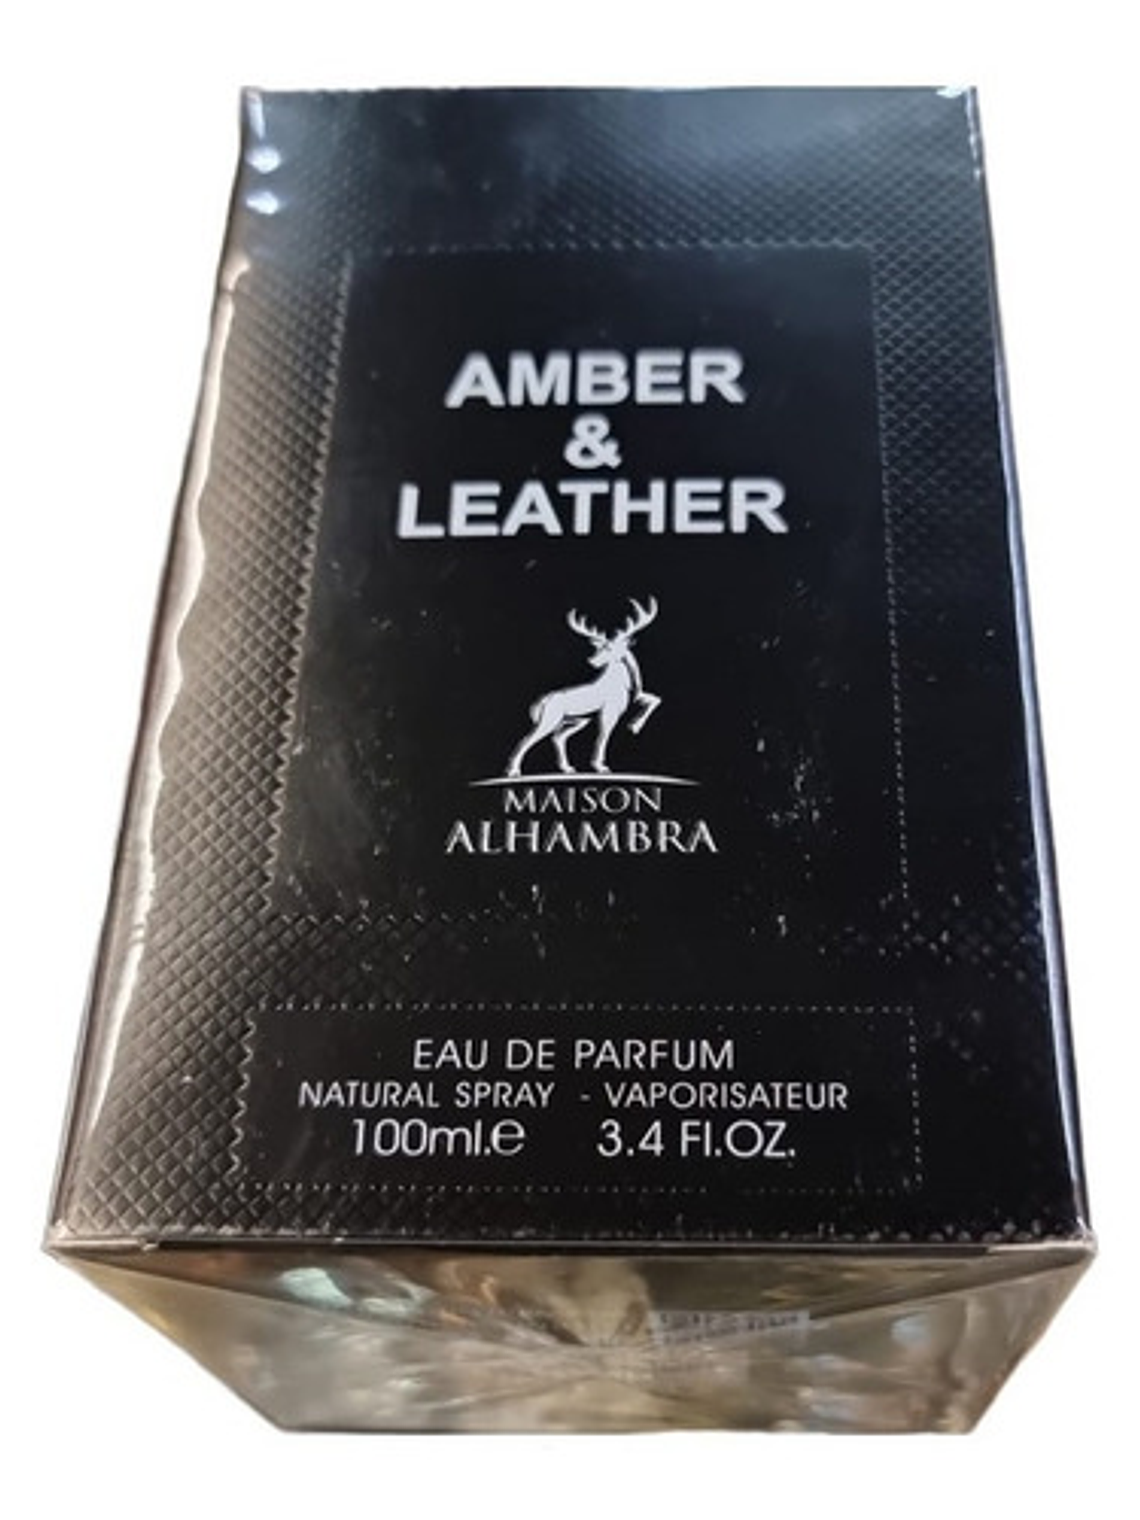 AMBER
&
LEATHER
MAISON
ALHAMBRA
EAU DE PARFUM
NATURAL SPRAY - VAPORISATEUR
100ml.e 3.4 Fl.OZ.